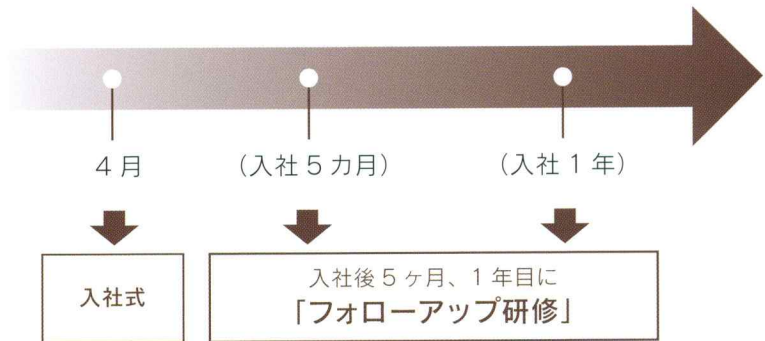 4月
(入社5カ月)
(入社1年)
入社式
入社後5ヶ月、1年目に
「フォローアップ研修」